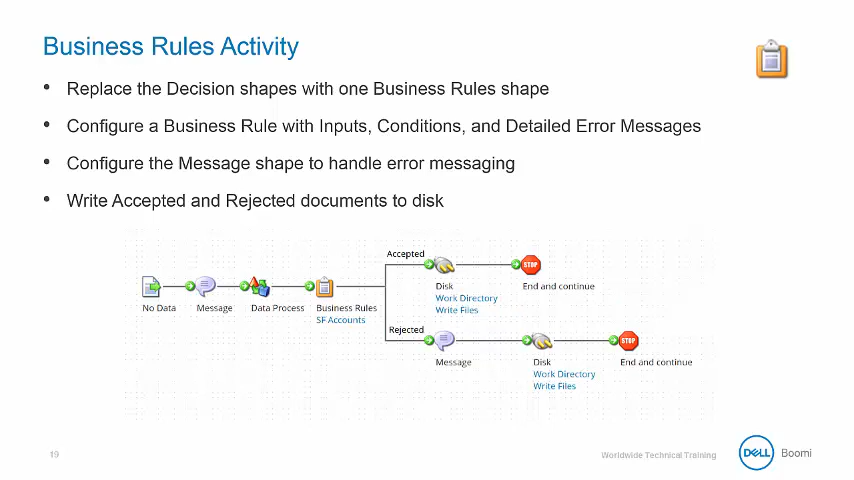 Business Rules Activity
• Replace the Decision shapes with one Business Rules shape
• Configure a Business Rule with Inputs, Conditions, and Detailed Error Messages
• Configure the Message shape to handle error messaging
• Write Accepted and Rejected documents to disk
Accepted
STOP
Disk
Work Directory
Write Files
End and continue
No Data
Message
Data Process
Business Rules
SF Accounts
Rejected
STOP
Message
Disk
Work Directory
Write Files
End and continue
19
Worldwide Technical Training
DELL
Boomi